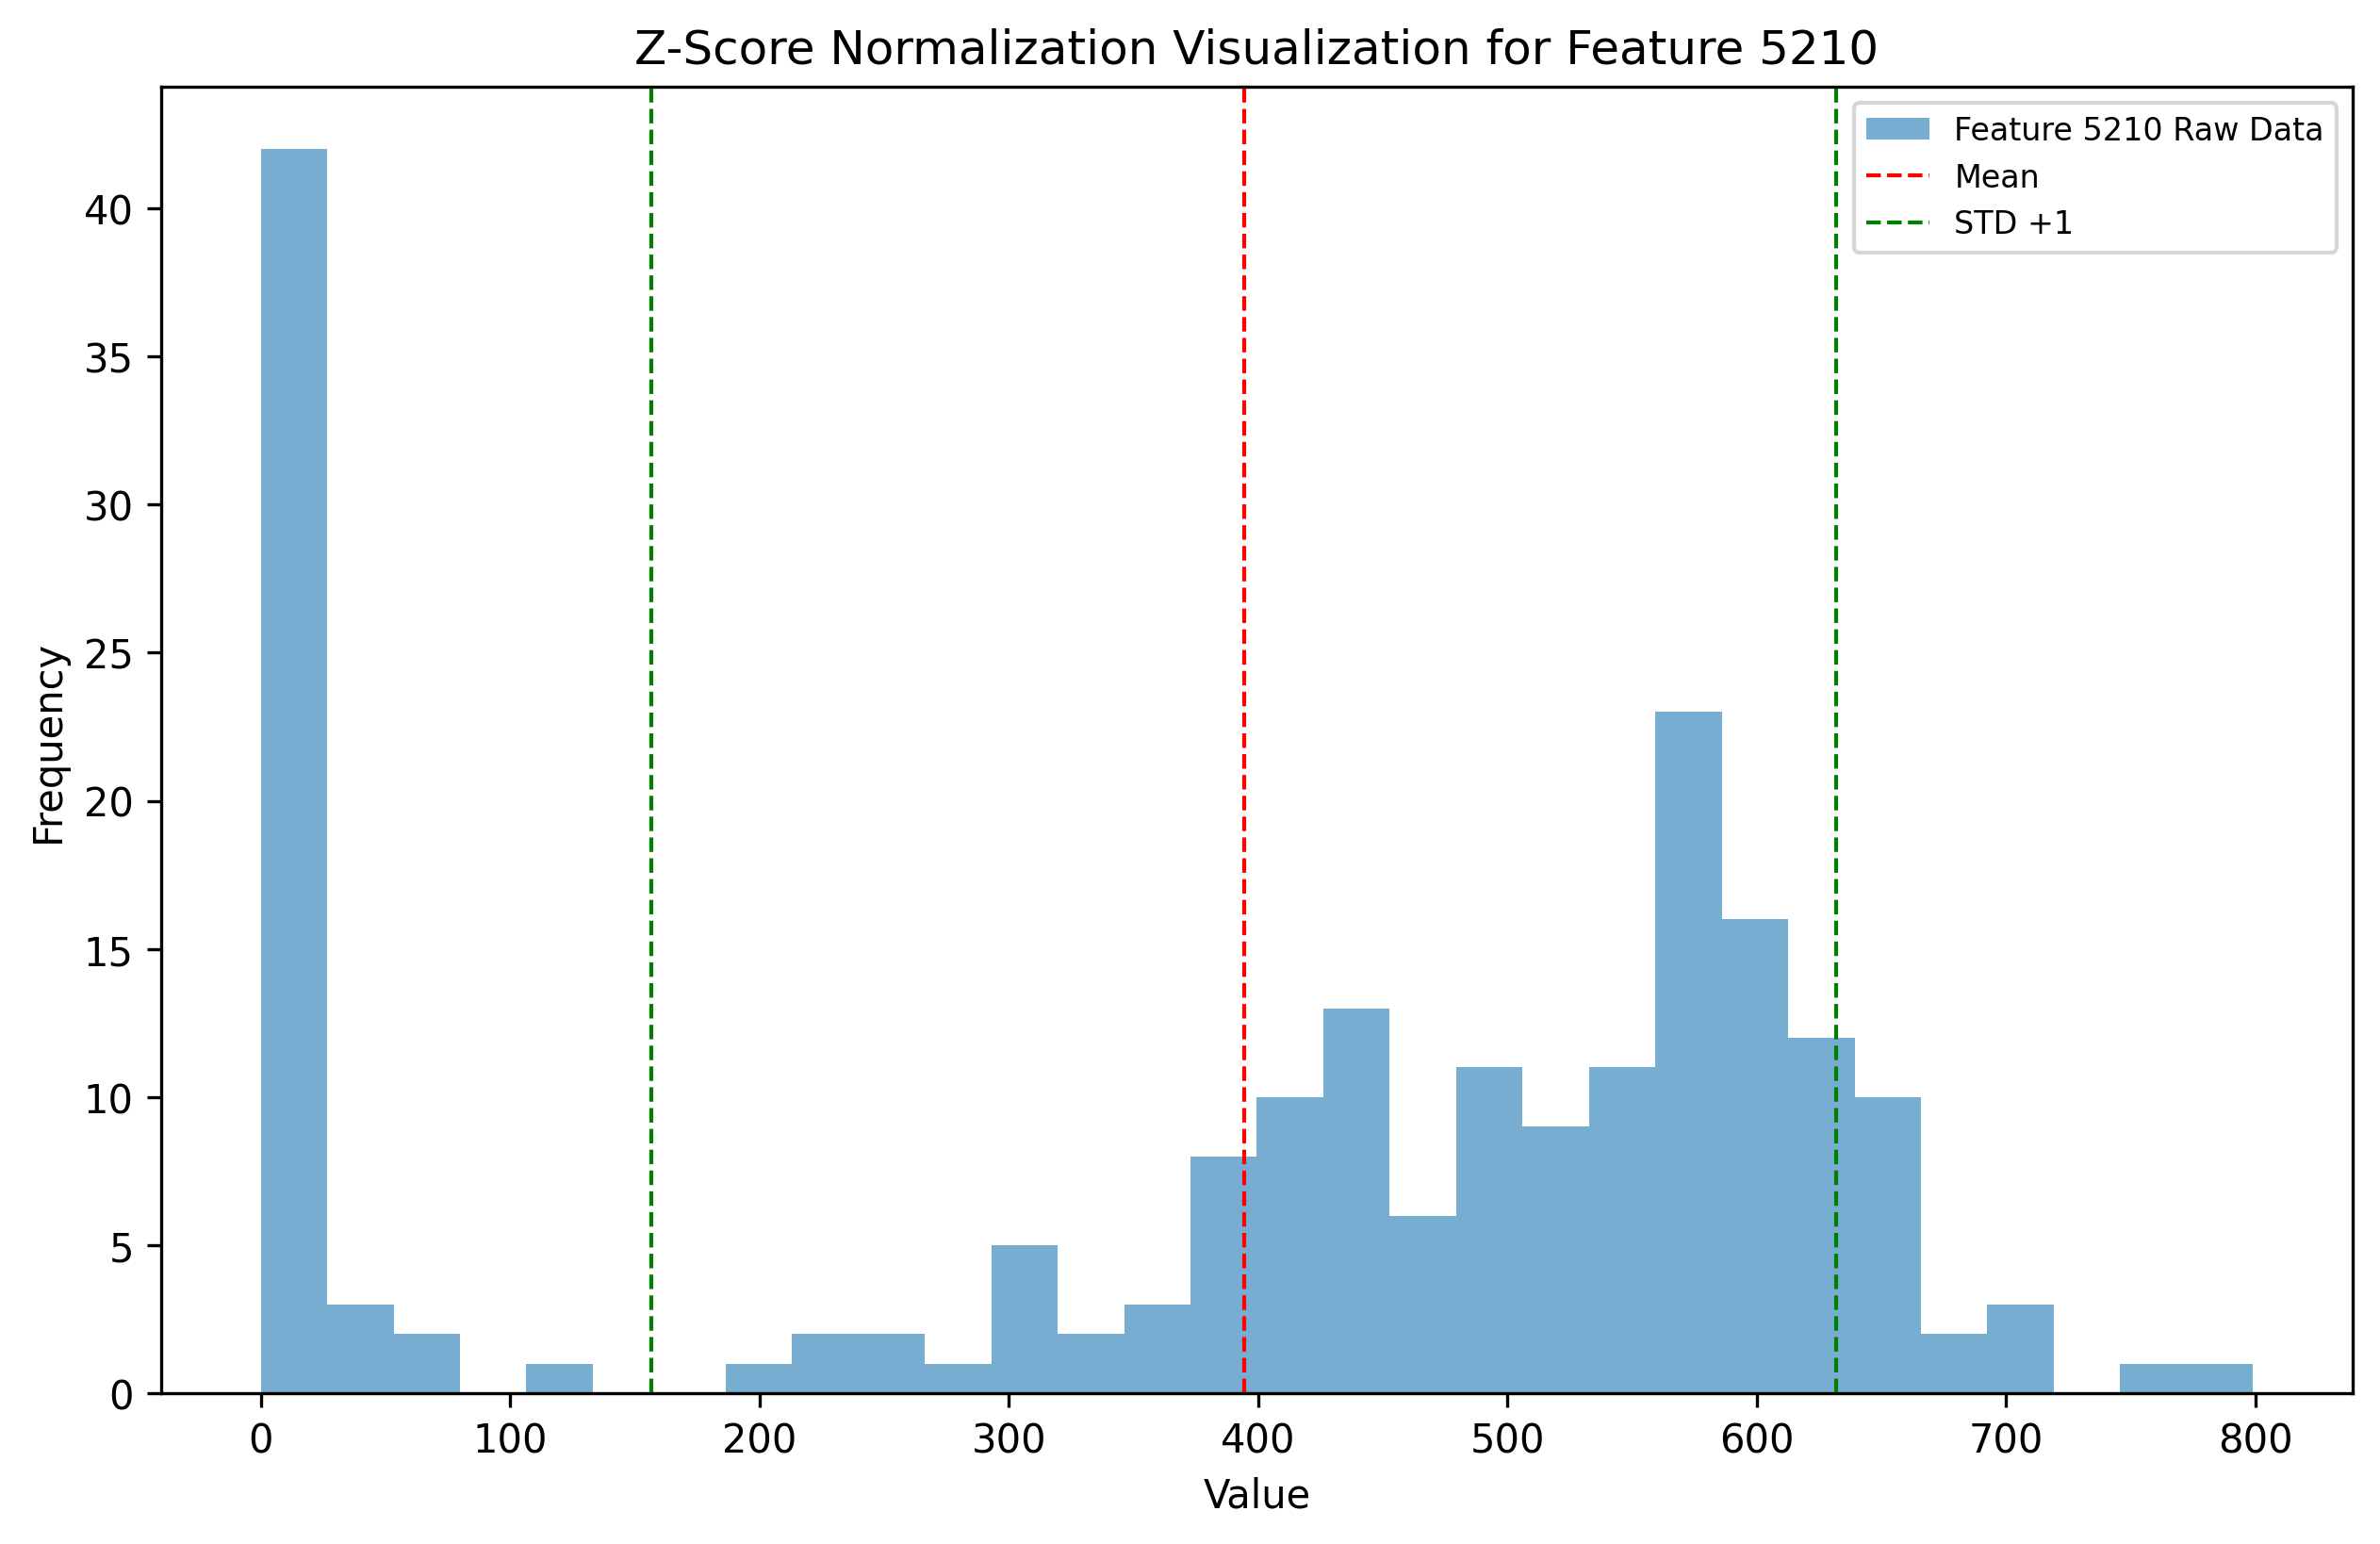 Z-Score Normalization Visualization for Feature 5210
Feature 5210 Raw Data
Mean
STD +1
40
35
30
25
20
15
10
5
0
Frequency
0 100 200 300 400 500 600 700 800
Value